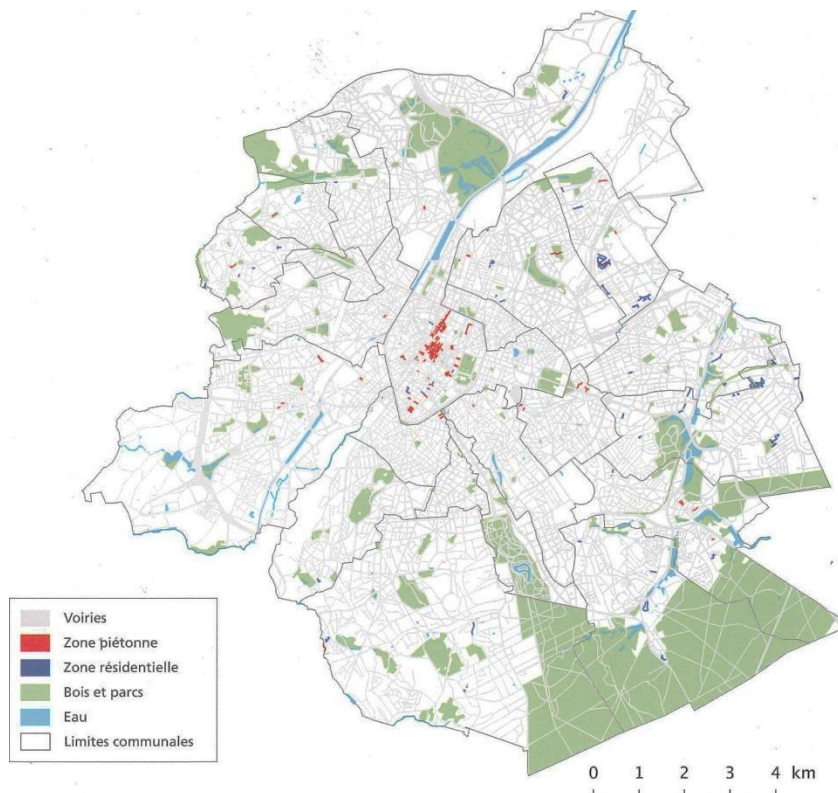 Voiries
Zone piétonne
Zone résidentielle
Bois et parcs
Eau
Limites communales
0 1 2 3 4 km